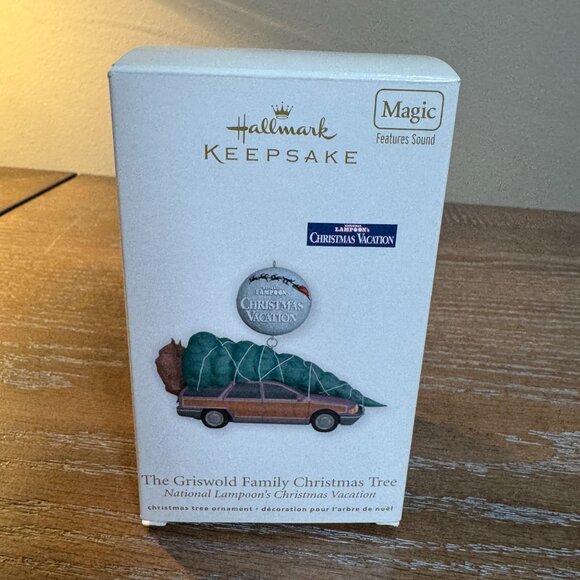 Hallmark
KEEPSAKE
Magic
Features Sound
LAMPOON's
CHRISTMAS VACATION
LAMPOON's
CHRISTMAS
VACATION
The Griswold Family Christmas Tree
National Lampoon's Christmas Vacation
christmas tree ornament • décoration pour l'arbre de noël